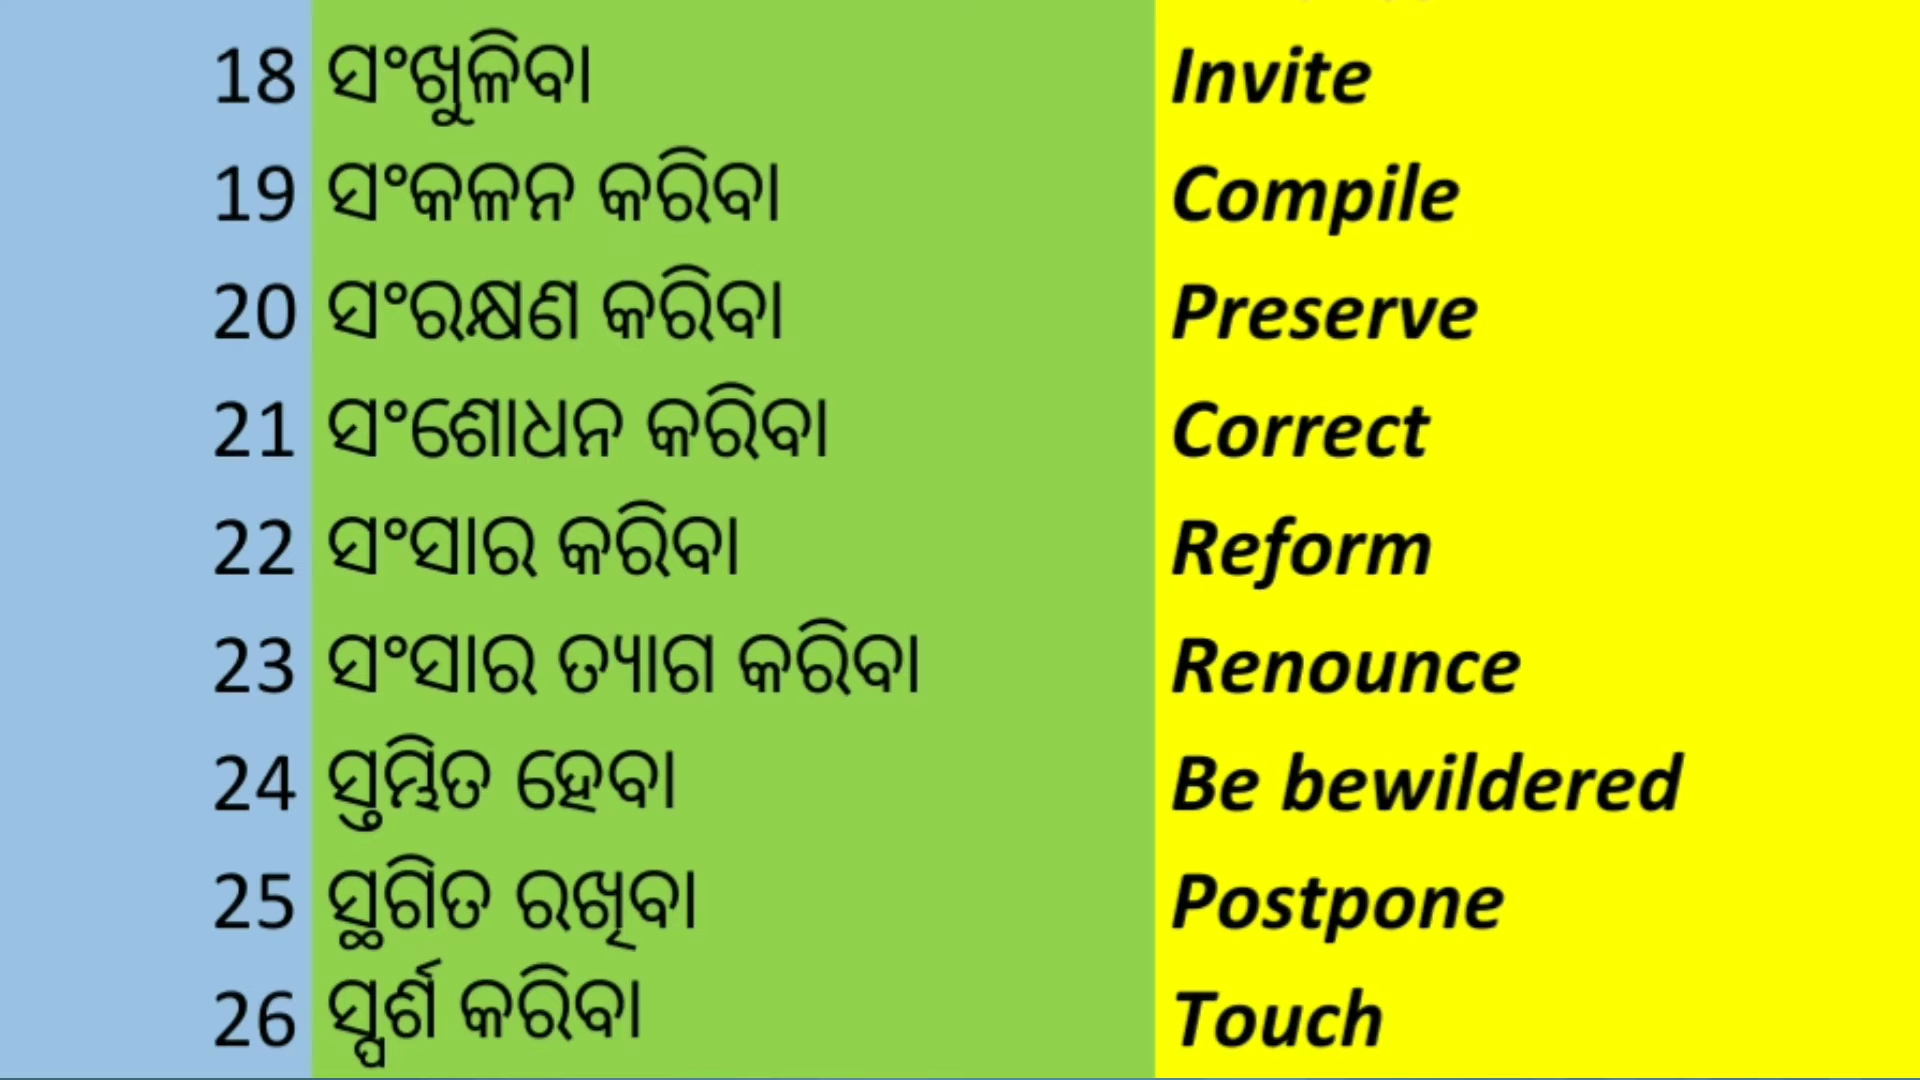 18 ସଂଖୁଳିବା Invite
19 ସଂକଳନ କରିବା Compile
20 ସଂରକ୍ଷଣ କରିବା Preserve
21 ସଂଶୋଧନ କରିବା Correct
22 ସଂସାର କରିବା Reform
23 ସଂସାର ତ୍ୟାଗ କରିବା Renounce
24 ସ୍ତମ୍ଭିତ ହେବା Be bewildered
25 ସ୍ଥଗିତ ରଖିବା Postpone
26 ସ୍ପର୍ଶ କରିବା Touch